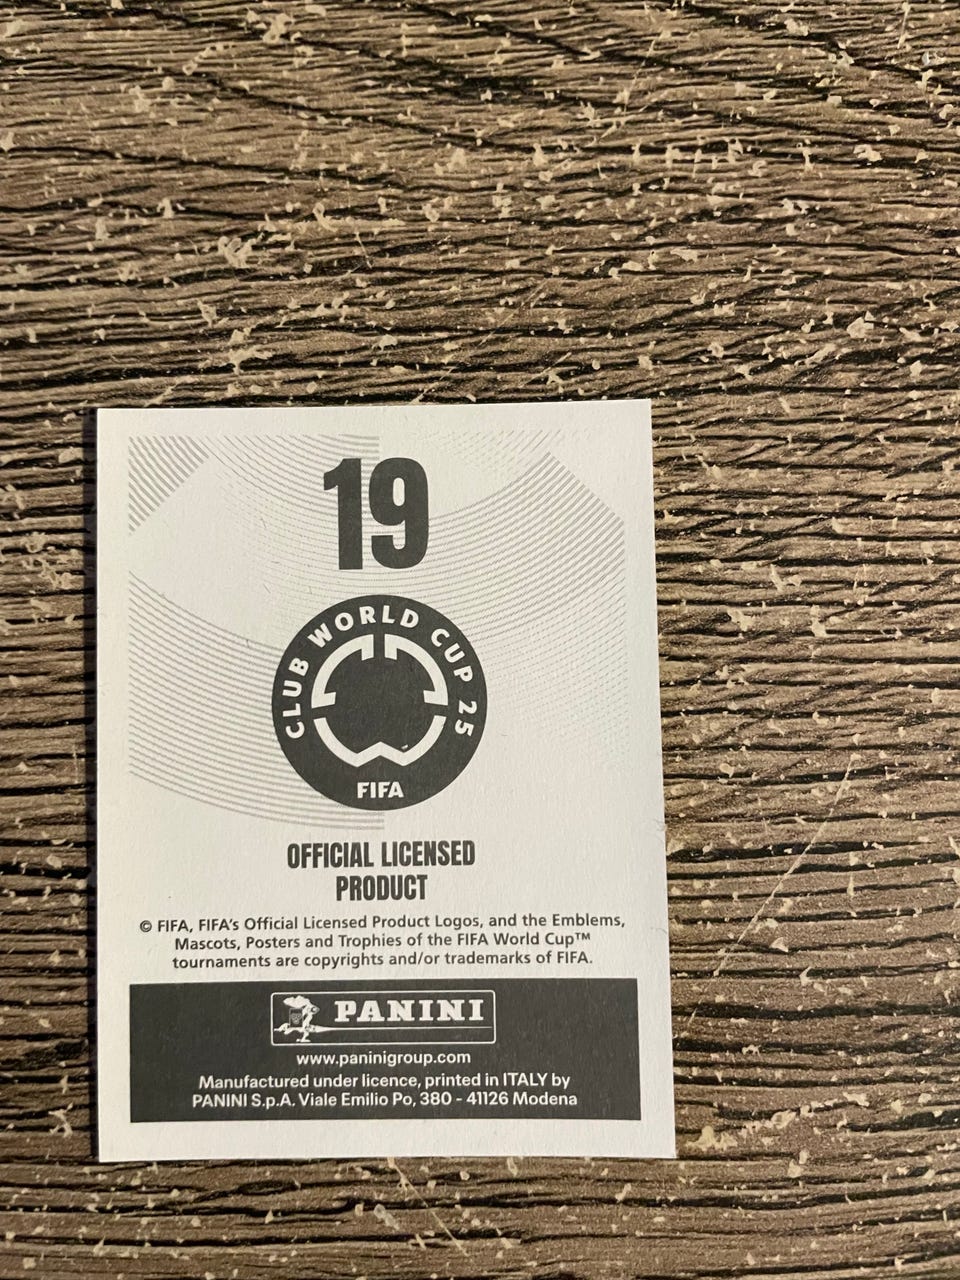 19
CLUB WORLD CUP 25
FIFA
OFFICIAL LICENSED
PRODUCT
© FIFA, FIFA's Official Licensed Product Logos, and the Emblems,
Mascots, Posters and Trophies of the FIFA World Cup™
tournaments are copyrights and/or trademarks of FIFA.
PANINI
www.paninigroup.com
Manufactured under licence, printed in ITALY by
PANINI S.p.A. Viale Emilio Po, 380 - 41126 Modena